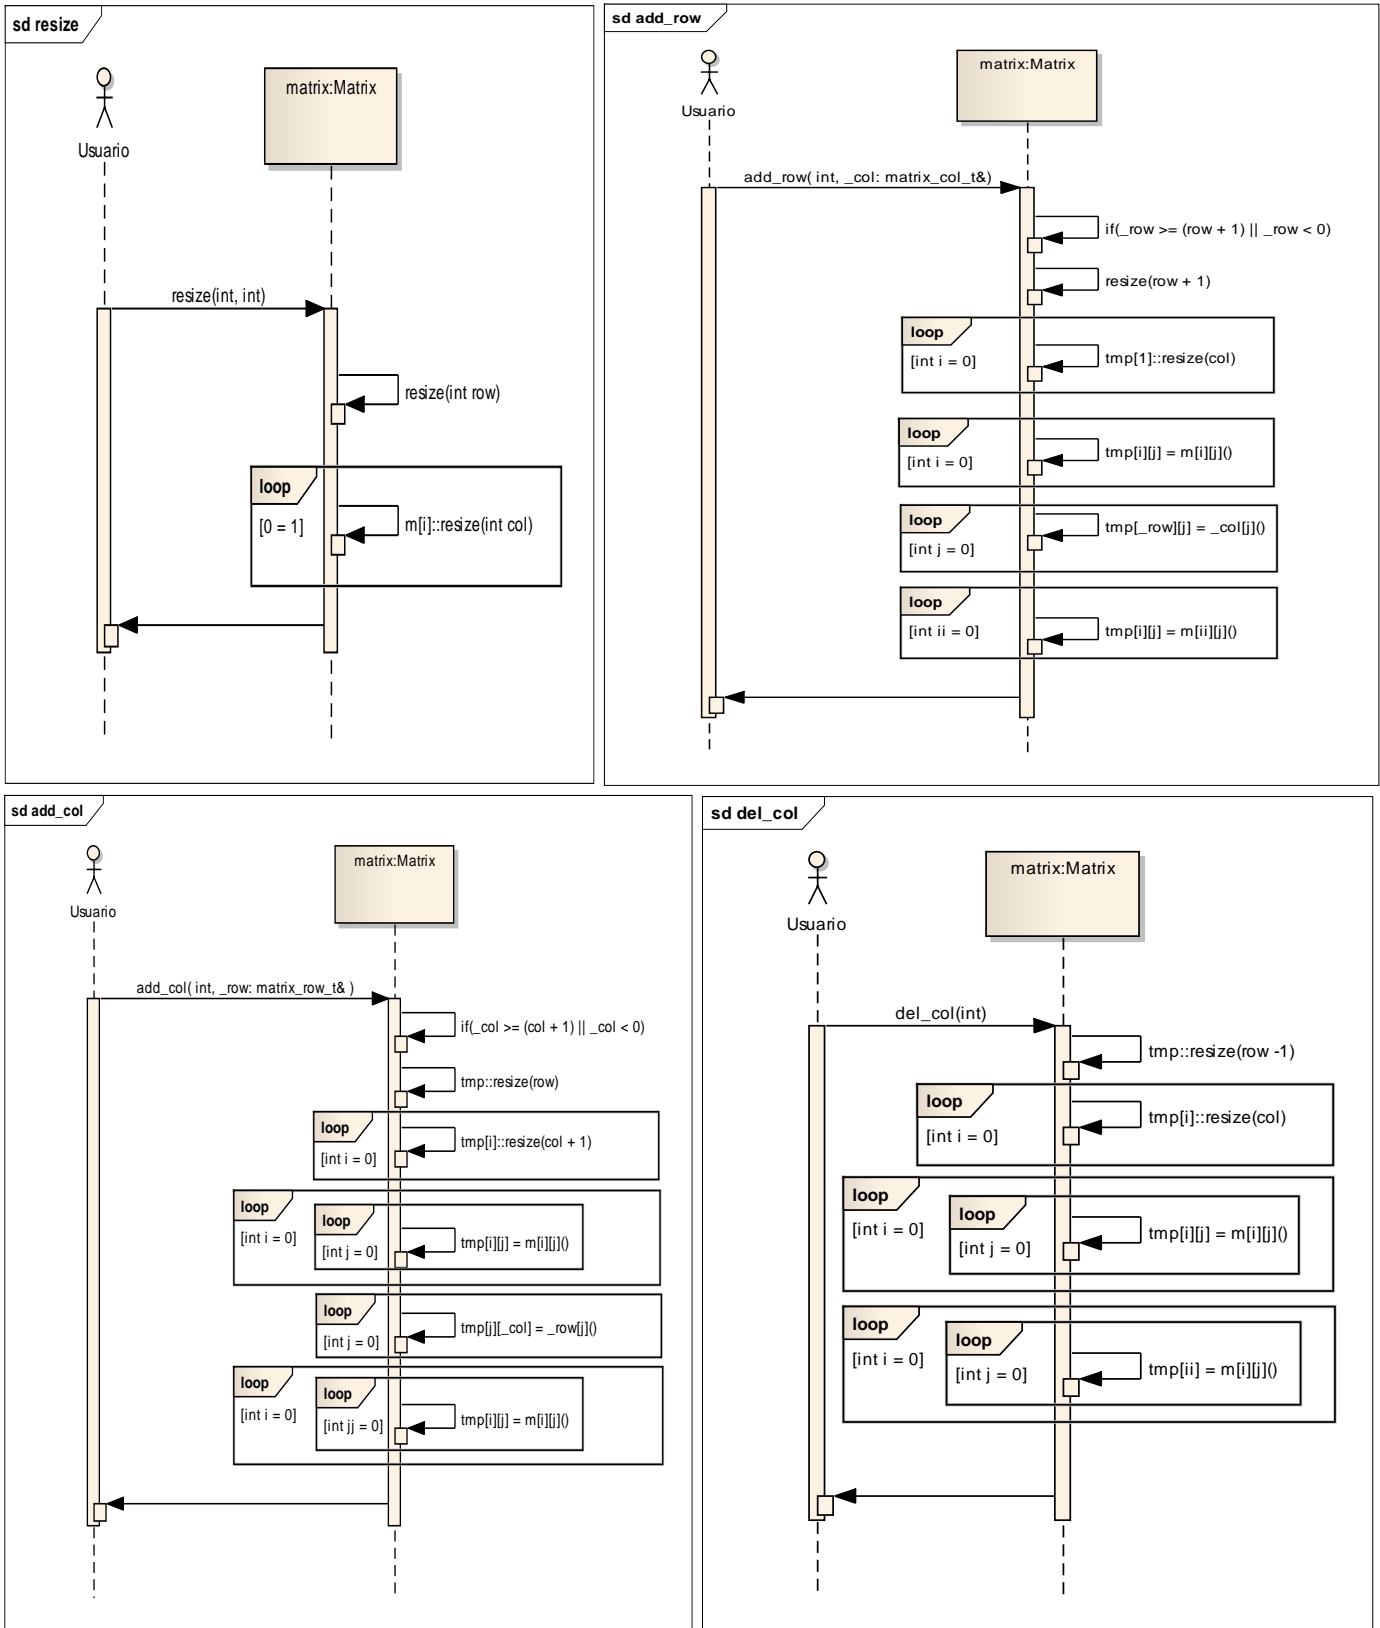 sd resize
Usuario
matrix:Matrix
resize(int, int)
resize(int row)
loop
[0 = 1]
m[i]::resize(int col)
sd add_row
Usuario
matrix:Matrix
add_row( int, _col: matrix_col_t&)
if(_row >= (row + 1) || _row < 0)
resize(row + 1)
loop
[int i = 0]
tmp[1]::resize(col)
loop
[int i = 0]
tmp[i][j] = m[i][j]()
loop
[int j = 0]
tmp[_row][j] = _col[j]()
loop
[int ii = 0]
tmp[i][j] = m[ii][j]()
sd add_col
Usuario
matrix:Matrix
add_col( int, _row: matrix_row_t& )
if(_col >= (col + 1) || _col < 0)
tmp::resize(row)
loop
[int i = 0]
tmp[i]::resize(col + 1)
loop
[int i = 0]
loop
[int j = 0]
tmp[i][j] = m[i][j]()
loop
[int j = 0]
tmp[j][_col] = _row[j]()
loop
[int i = 0]
loop
[int jj = 0]
tmp[i][j] = m[i][j]()
sd del_col
Usuario
matrix:Matrix
del_col(int)
tmp::resize(row -1)
loop
[int i = 0]
tmp[i]::resize(col)
loop
[int i = 0]
loop
[int j = 0]
tmp[i][j] = m[i][j]()
loop
[int i = 0]
loop
[int j = 0]
tmp[ii] = m[i][j]()